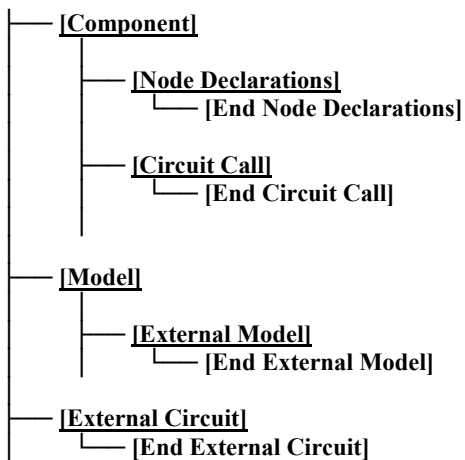 [Component]
[Node Declarations]
[End Node Declarations]
[Circuit Call]
[End Circuit Call]
[Model]
[External Model]
[End External Model]
[External Circuit]
[End External Circuit]